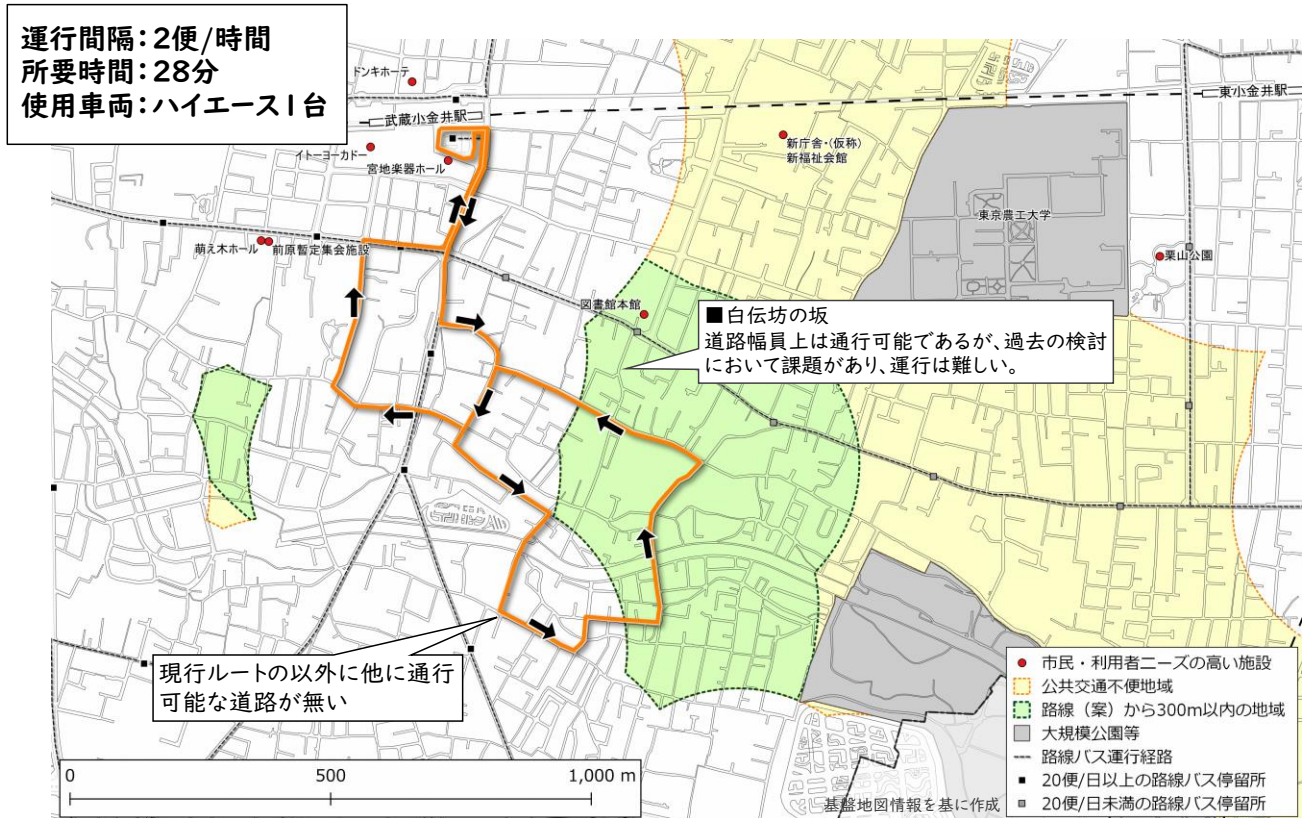 運行間隔：2便/時間
所要時間：28分
使用車両：ハイエース1台
ドンキホーテ
武蔵小金井駅
東小金井駅
イトーヨーカドー
宮地楽器ホール
新庁舎・(仮称)
新福祉会館
東京農工大学
萌え木ホール
前原暫定集会施設
栗山公園
図書館本館
■白伝坊の坂
道路幅員上は通行可能であるが、過去の検討
において課題があり、運行は難しい。
現行ルートの以外に他に通行
可能な道路が無い
市民・利用者ニーズの高い施設
公共交通不便地域
路線（案）から300m以内の地域
大規模公園等
路線バス運行経路
20便/日以上の路線バス停留所
20便/日未満の路線バス停留所
0 500 1,000 m
基盤地図情報を基に作成